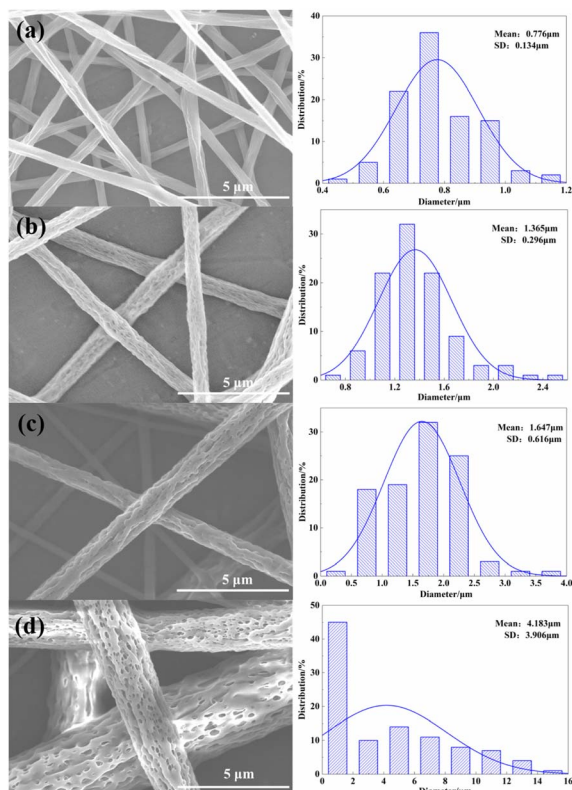 (a)
5 μm
40
30
20
10
0
Distribution/%
Mean：0.776μm
SD：0.134μm
0.4
0.6
0.8
1.0
1.2
Diameter/μm
(b)
5 μm
30
20
10
0
Distribution/%
Mean：1.365μm
SD：0.296μm
0.8
1.2
1.6
2.0
2.4
Diameter/μm
(c)
5 μm
30
20
10
0
Distribution/%
Mean：1.647μm
SD：0.616μm
0.0
0.5
1.0
1.5
2.0
2.5
3.0
3.5
4.0
Diameter/μm
(d)
5 μm
50
40
30
20
10
0
Distribution/%
Mean：4.183μm
SD：3.906μm
0
2
4
6
8
10
12
14
16
Diameter/μm